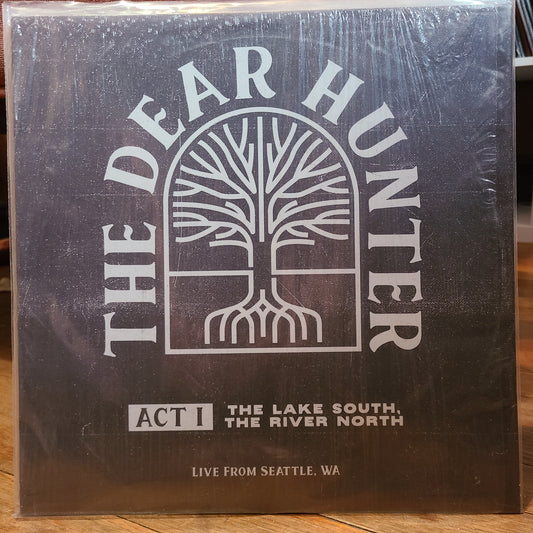 THE DEAR HUNTER
ACT I
THE LAKE SOUTH,
THE RIVER NORTH
LIVE FROM SEATTLE, WA